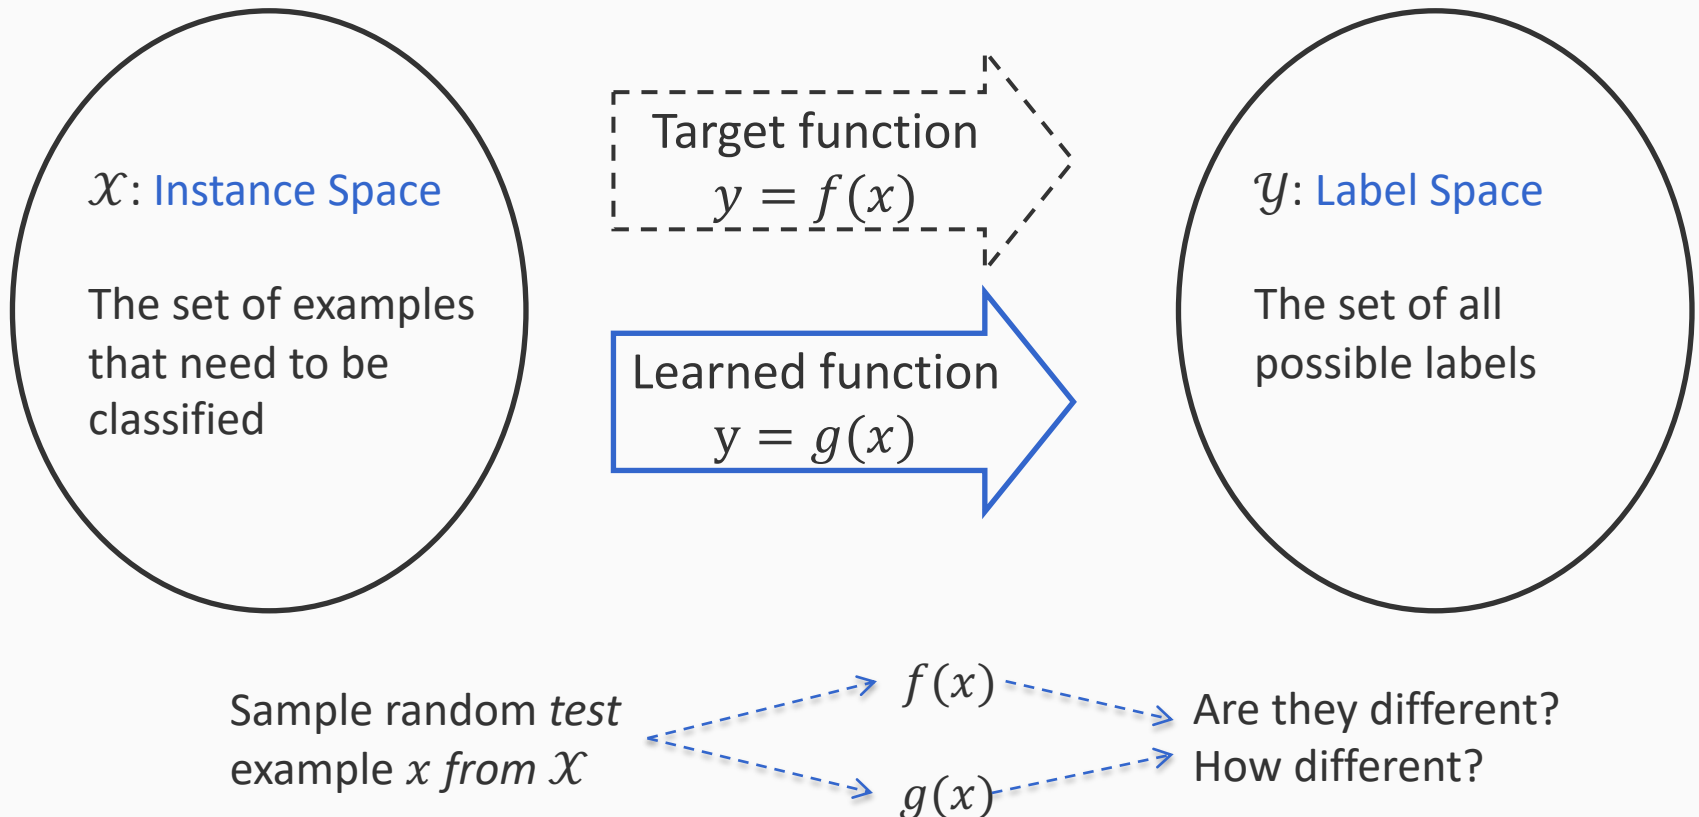 𝒳: Instance Space
The set of examples
that need to be
classified
Target function
y = f(x)
Learned function
y = g(x)
𝒴: Label Space
The set of all
possible labels
Sample random test
example x from 𝒳
f(x)
g(x)
Are they different?
How different?